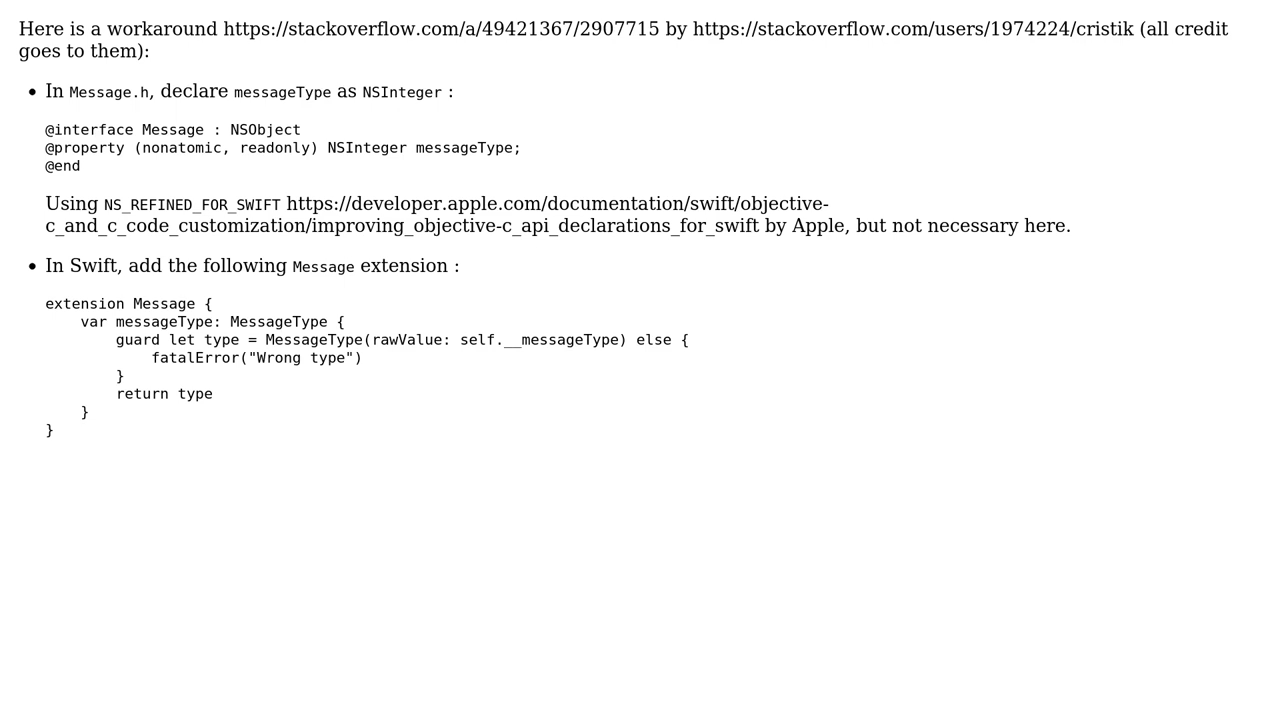 Here is a workaround https://stackoverflow.com/a/49421367/2907715 by https://stackoverflow.com/users/1974224/cristik (all credit
goes to them):
• In Message.h, declare messageType as NSInteger :
@interface Message : NSObject
@property (nonatomic, readonly) NSInteger messageType;
@end
Using NS_REFINED_FOR_SWIFT https://developer.apple.com/documentation/swift/objective-
c_and_c_code_customization/improving_objective-c_api_declarations_for_swift by Apple, but not necessary here.
• In Swift, add the following Message extension :
extension Message {
    var messageType: MessageType {
        guard let type = MessageType(rawValue: self.__messageType) else {
            fatalError("Wrong type")
        }
        return type
    }
}